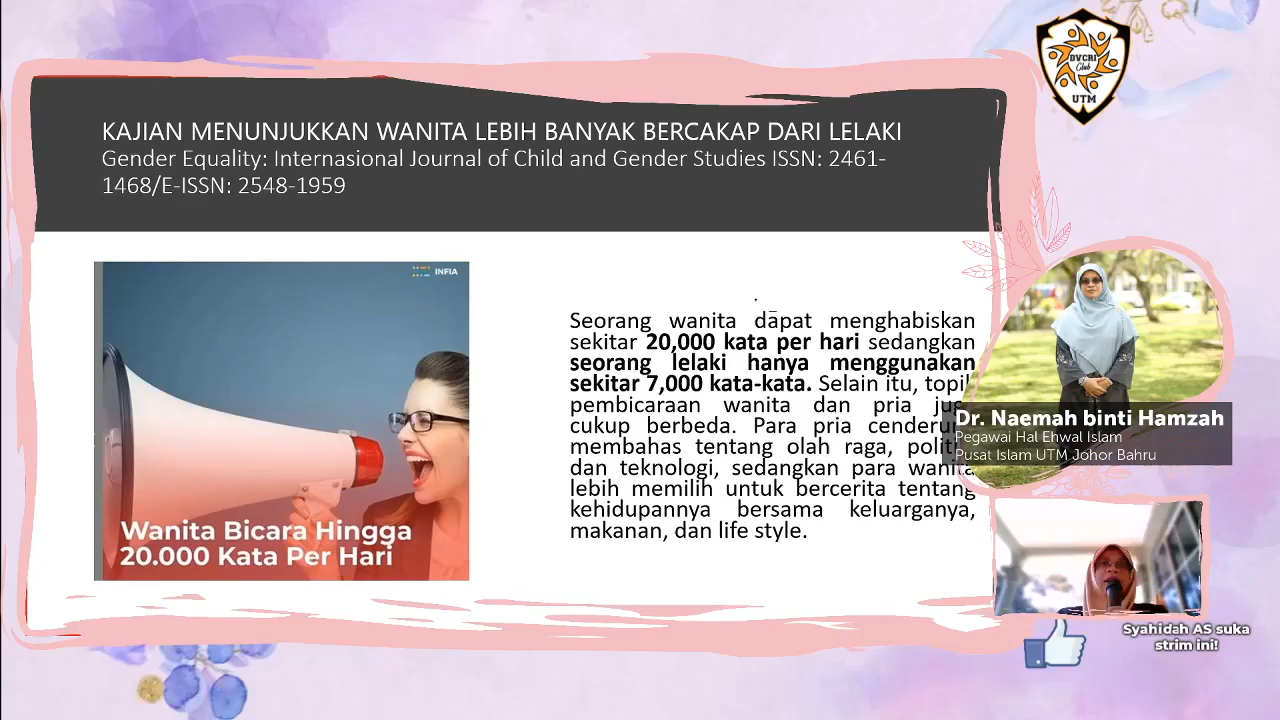 KAJIAN MENUNJUKKAN WANITA LEBIH BANYAK BERCAKAP DARI LELAKI
Gender Equality: Internasional Journal of Child and Gender Studies ISSN: 2461-
1468/E-ISSN: 2548-1959
INFIA
Wanita Bicara Hingga
20.000 Kata Per Hari
Seorang wanita dapat menghabiskan
sekitar 20,000 kata per hari sedangkan
seorang lelaki hanya menggunakan
sekitar 7,000 kata-kata. Selain itu, topik
pembicaraan wanita dan pria
cukup berbeda. Para pria
membahas tentang olah raga,
dan teknologi, sedangkan para wanita
lebih memilih untuk bercerita tentang
kehidupannya bersama keluarganya,
makanan, dan life style.
DVCRI
Club
UTM
Dr. Naemah binti Hamzah
Pegawai Hal Ehwal Islam
Pusat Islam UTM Johor Bahru
Syahidah AS suka
strim ini!